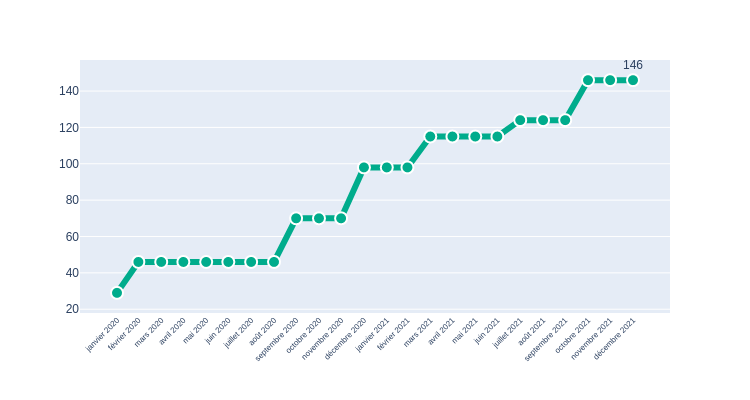 146
140
120
100
80
60
40
20
janvier 2020
février 2020
mars 2020
avril 2020
mai 2020
juin 2020
juillet 2020
août 2020
septembre 2020
octobre 2020
novembre 2020
décembre 2020
janvier 2021
février 2021
mars 2021
avril 2021
mai 2021
juin 2021
juillet 2021
août 2021
septembre 2021
octobre 2021
novembre 2021
décembre 2021